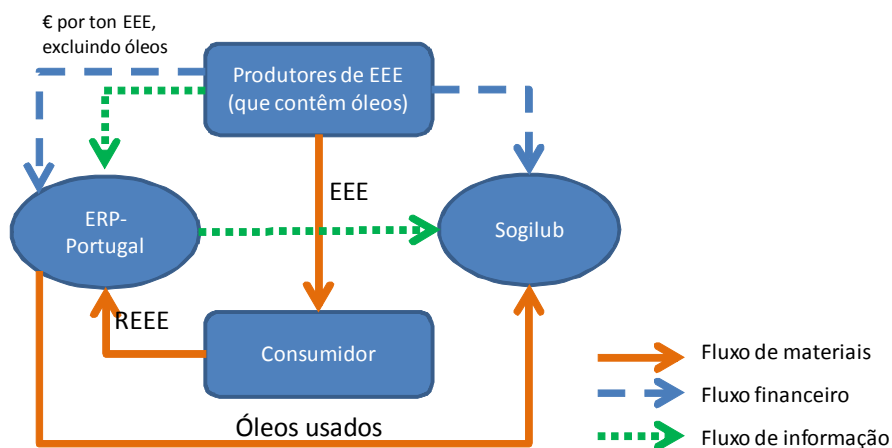 € por ton EEE,
excluindo óleos
Produtores de EEE
(que contêm óleos)
EEE
ERP-
Portugal
Sogilub
REEE
Consumidor
Óleos usados
Fluxo de materiais
Fluxo financeiro
Fluxo de informação